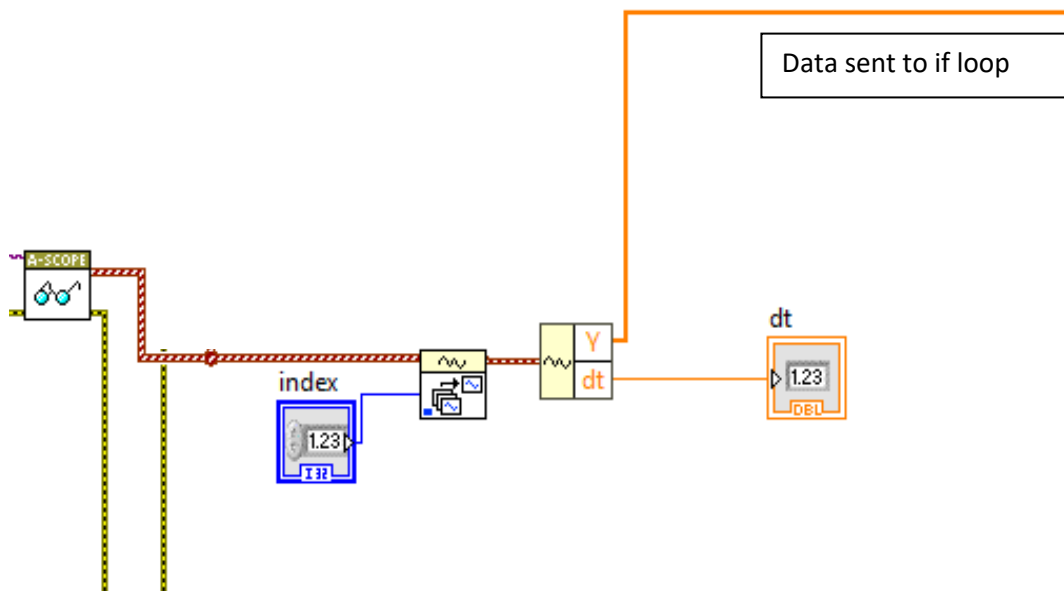 Data sent to if loop
A-SCOPE
Y
dt
dt
1.23
DBL
index
1.23
I32